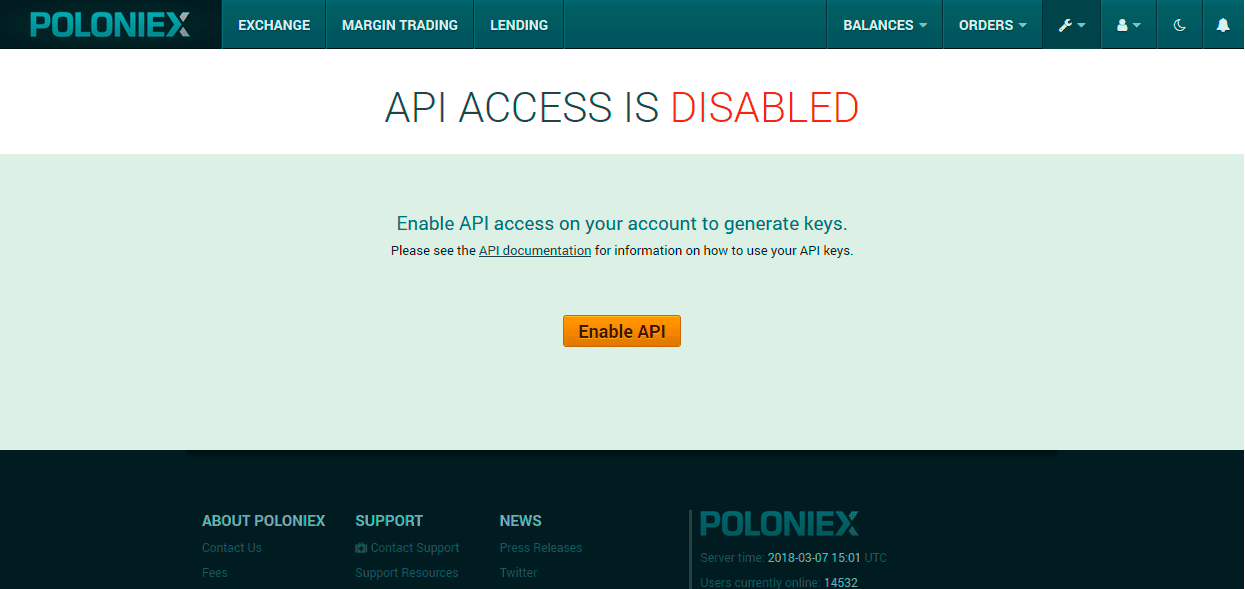 POLONIEX EXCHANGE MARGIN TRADING LENDING BALANCES ORDERS
API ACCESS IS DISABLED
Enable API access on your account to generate keys.
Please see the API documentation for information on how to use your API keys.
Enable API
ABOUT POLONIEX
Contact Us
Fees
SUPPORT
Contact Support
Support Resources
NEWS
Press Releases
Twitter
POLONIEX
Server time: 2018-03-07 15:01 UTC
Users currently online: 14532